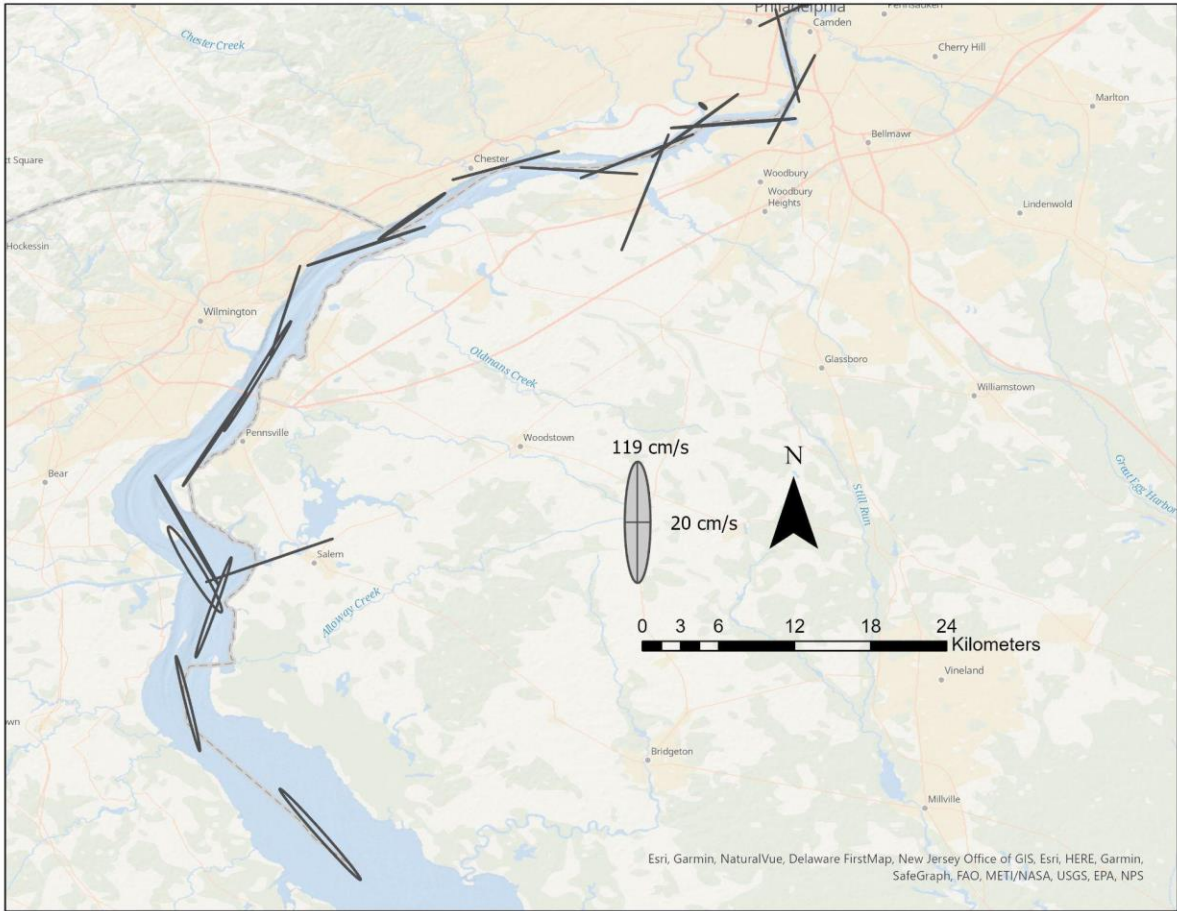 Philadelphia
Pennsauken
Camden
Chester Creek
Cherry Hill
Marlton
Bellmawr
tt Square
Chester
Woodbury
Woodbury
Heights
Lindenwold
Hockessin
Wilmington
Oldmans Creek
Glassboro
Williamstown
Pennsville
Woodstown
119 cm/s
N
Bear
Great Egg Harbor
Still Run
20 cm/s
Salem
Alloway Creek
0 3 6 12 18 24
Kilometers
Vineland
own
Bridgeton
Millville
Esri, Garmin, NaturalVue, Delaware FirstMap, New Jersey Office of GIS, Esri, HERE, Garmin,
SafeGraph, FAO, METI/NASA, USGS, EPA, NPS